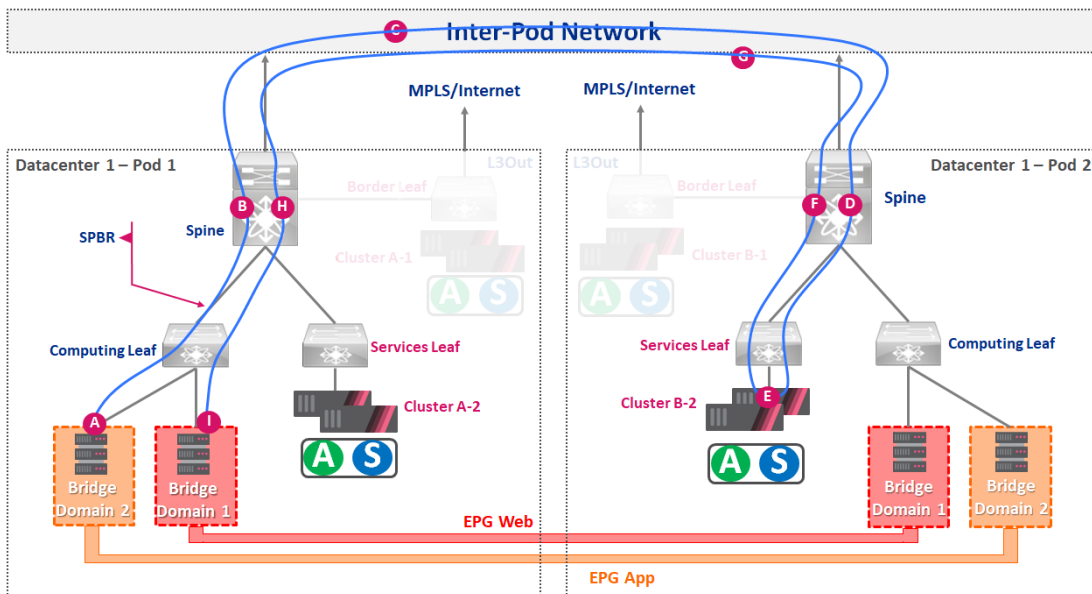 C
Inter-Pod Network
G
MPLS/Internet
MPLS/Internet
Datacenter 1 – Pod 1
L3Out
L3Out
Datacenter 1 – Pod 2
Border Leaf
Border Leaf
B
H
F
D
Spine
Spine
SPBR
Cluster A-1
Cluster B-1
A
S
A
S
Computing Leaf
Services Leaf
Services Leaf
Computing Leaf
Cluster A-2
Cluster B-2
E
A
I
A
S
A
S
Bridge
Domain 2
Bridge
Domain 1
Bridge
Domain 1
Bridge
Domain 2
EPG Web
EPG App